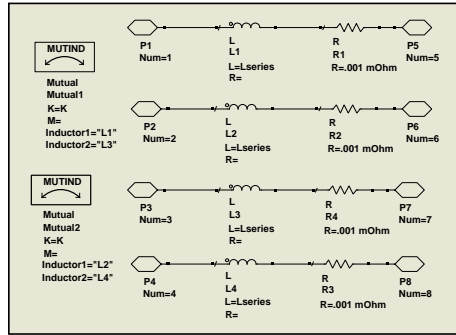 MUTIND
Mutual
Mutual1
K=K
M=
Inductor1="L1"
Inductor2="L3"
MUTIND
Mutual
Mutual2
K=K
M=
Inductor1="L2"
Inductor2="L4"
P1
Num=1
L
L1
L=Lseries
R=
R
R1
R=.001 mOhm
P5
Num=5
P2
Num=2
L
L2
L=Lseries
R=
R
R2
R=.001 mOhm
P6
Num=6
P3
Num=3
L
L3
L=Lseries
R=
R
R4
R=.001 mOhm
P7
Num=7
P4
Num=4
L
L4
L=Lseries
R=
R
R3
R=.001 mOhm
P8
Num=8